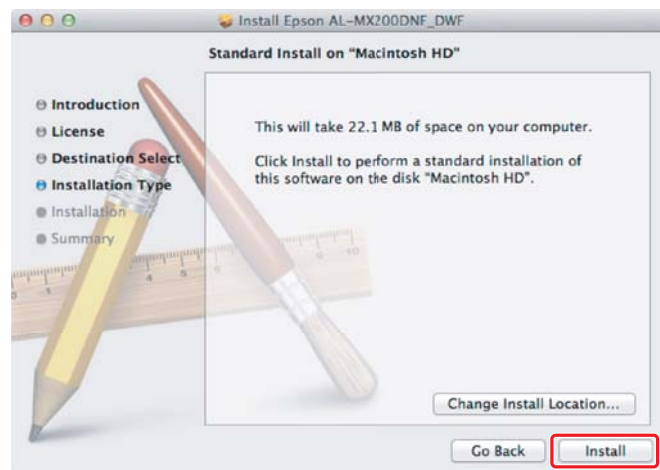 Install Epson AL-MX200DNF_DWF
Standard Install on "Macintosh HD"
Introduction
License
Destination Select
Installation Type
Installation
Summary
This will take 22.1 MB of space on your computer.
Click Install to perform a standard installation of
this software on the disk "Macintosh HD".
Change Install Location...
Go Back
Install